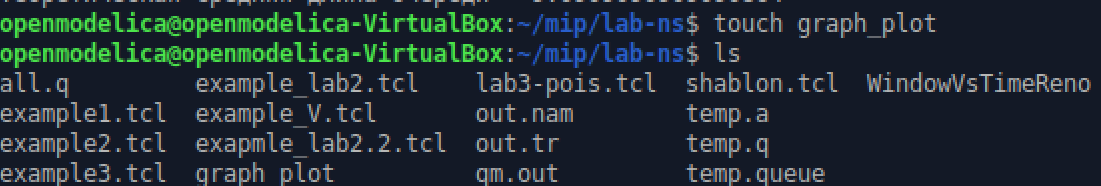 openmodelica@openmodelica-VirtualBox:~/mip/lab-ns$ touch graph_plot
openmodelica@openmodelica-VirtualBox:~/mip/lab-ns$ ls
all.q example_lab2.tcl lab3-pois.tcl shablon.tcl WindowVsTimeReno
example1.tcl example_V.tcl out.nam temp.a
example2.tcl exapmle_lab2.2.tcl out.tr temp.q
example3.tcl graph_plot qm.out temp.queue